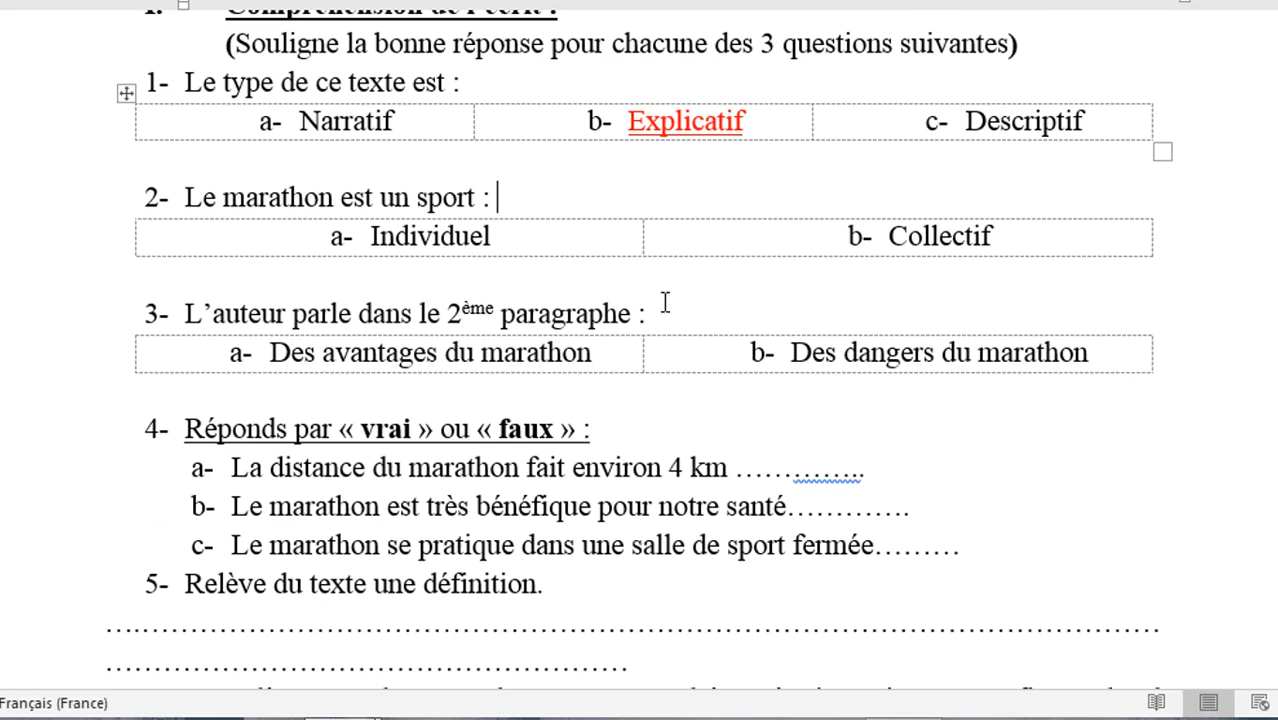 I. Compréhension de l'écrit :
(Souligne la bonne réponse pour chacune des 3 questions suivantes)
1- Le type de ce texte est :
a- Narratif b- Explicatif c- Descriptif
2- Le marathon est un sport :
a- Individuel b- Collectif
3- L’auteur parle dans le 2ème paragraphe :
a- Des avantages du marathon b- Des dangers du marathon
4- Réponds par « vrai » ou « faux » :
a- La distance du marathon fait environ 4 km …………..
b- Le marathon est très bénéfique pour notre santé………….
c- Le marathon se pratique dans une salle de sport fermée………
5- Relève du texte une définition.
….……………………………………………………………………………………………………
…………………………………………………
Français (France)